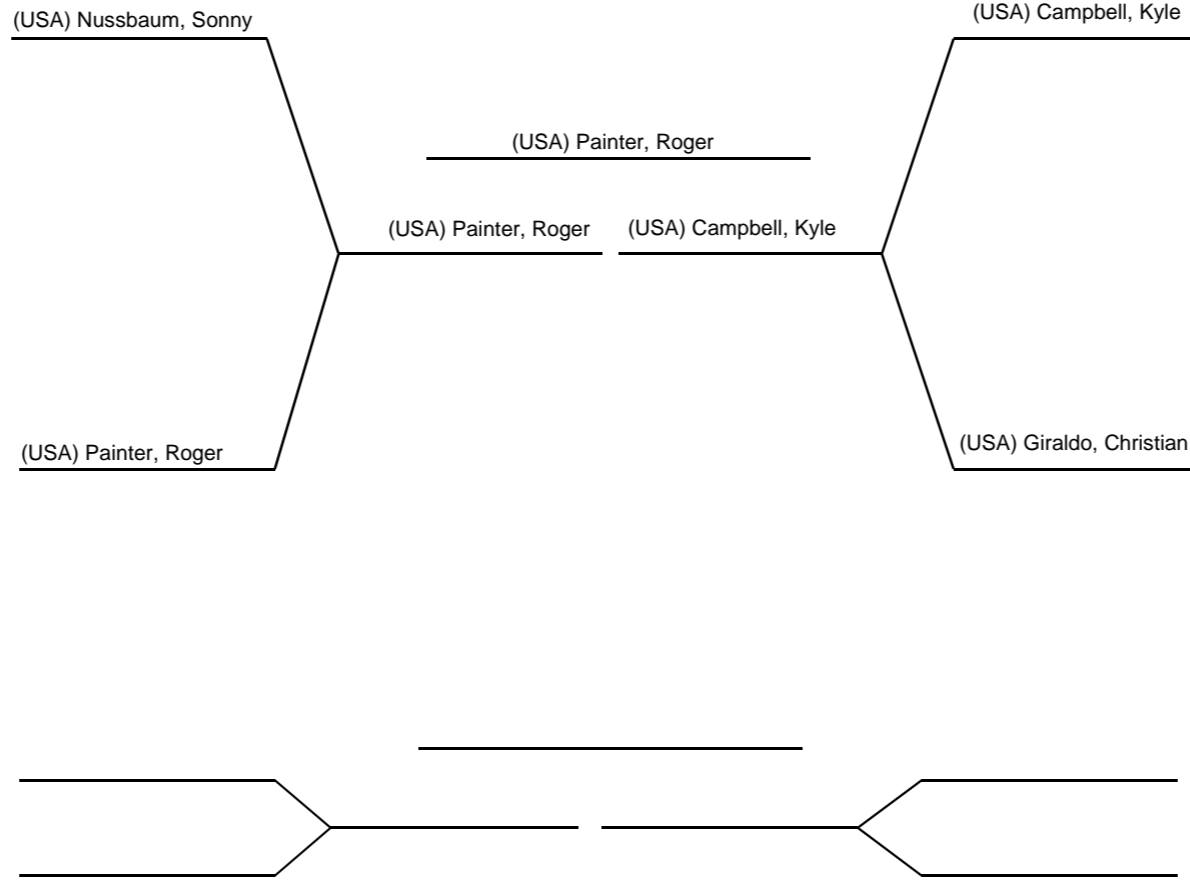 (USA) Nussbaum, Sonny
(USA) Campbell, Kyle
(USA) Painter, Roger
(USA) Painter, Roger
(USA) Campbell, Kyle
(USA) Painter, Roger
(USA) Giraldo, Christian